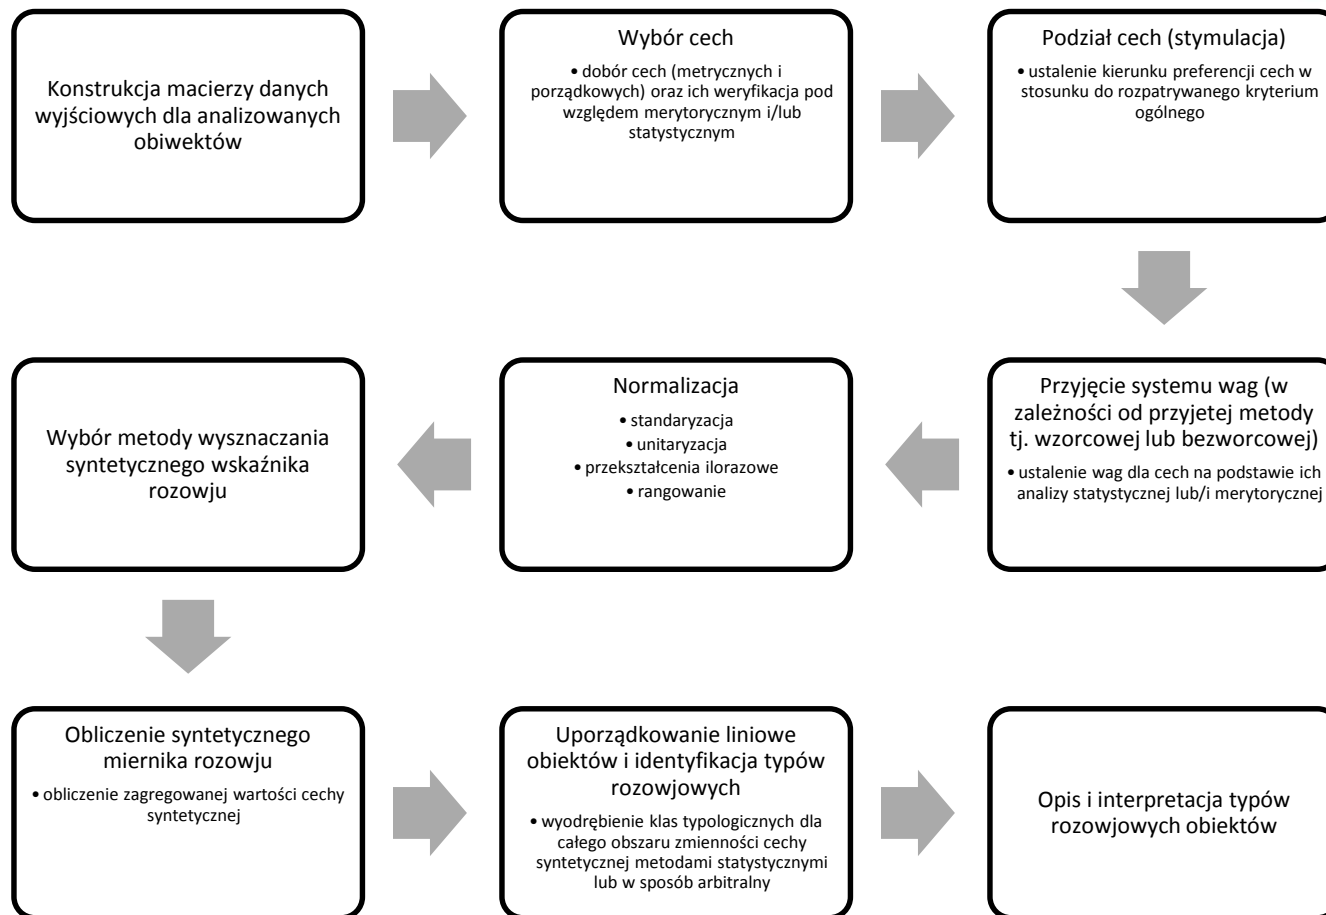 Konstrukcja macierzy danych
wyjściowych dla analizowanych
obiwektów
Wybór cech
• dobór cech (metrycznych i
porządkowych) oraz ich weryfikacja pod
względem merytorycznym i/lub
statystycznym
Podział cech (stymulacja)
• ustalenie kierunku preferencji cech w
stosunku do rozpatrywanego kryterium
ogólnego
Przyjęcie systemu wag (w
zależności od przyjetej metody
tj. wzorcowej lub bezworcowej)
• ustalenie wag dla cech na podstawie ich
analizy statystycznej lub/i merytorycznej
Normalizacja
• standaryzacja
• unitaryzacja
• przekształcenia ilorazowe
• rangowanie
Wybór metody wysznaczania
syntetycznego wskaźnika
rozowju
Obliczenie syntetycznego
miernika rozowju
• obliczenie zagregowanej wartości cechy
syntetycznej
Uporządkowanie liniowe
obiektów i identyfikacja typów
rozowjowych
• wyodrębienie klas typologicznych dla
całego obszaru zmienności cechy
syntetycznej metodami statystycznymi
lub w sposób arbitralny
Opis i interpretacja typów
rozowjowych obiektów